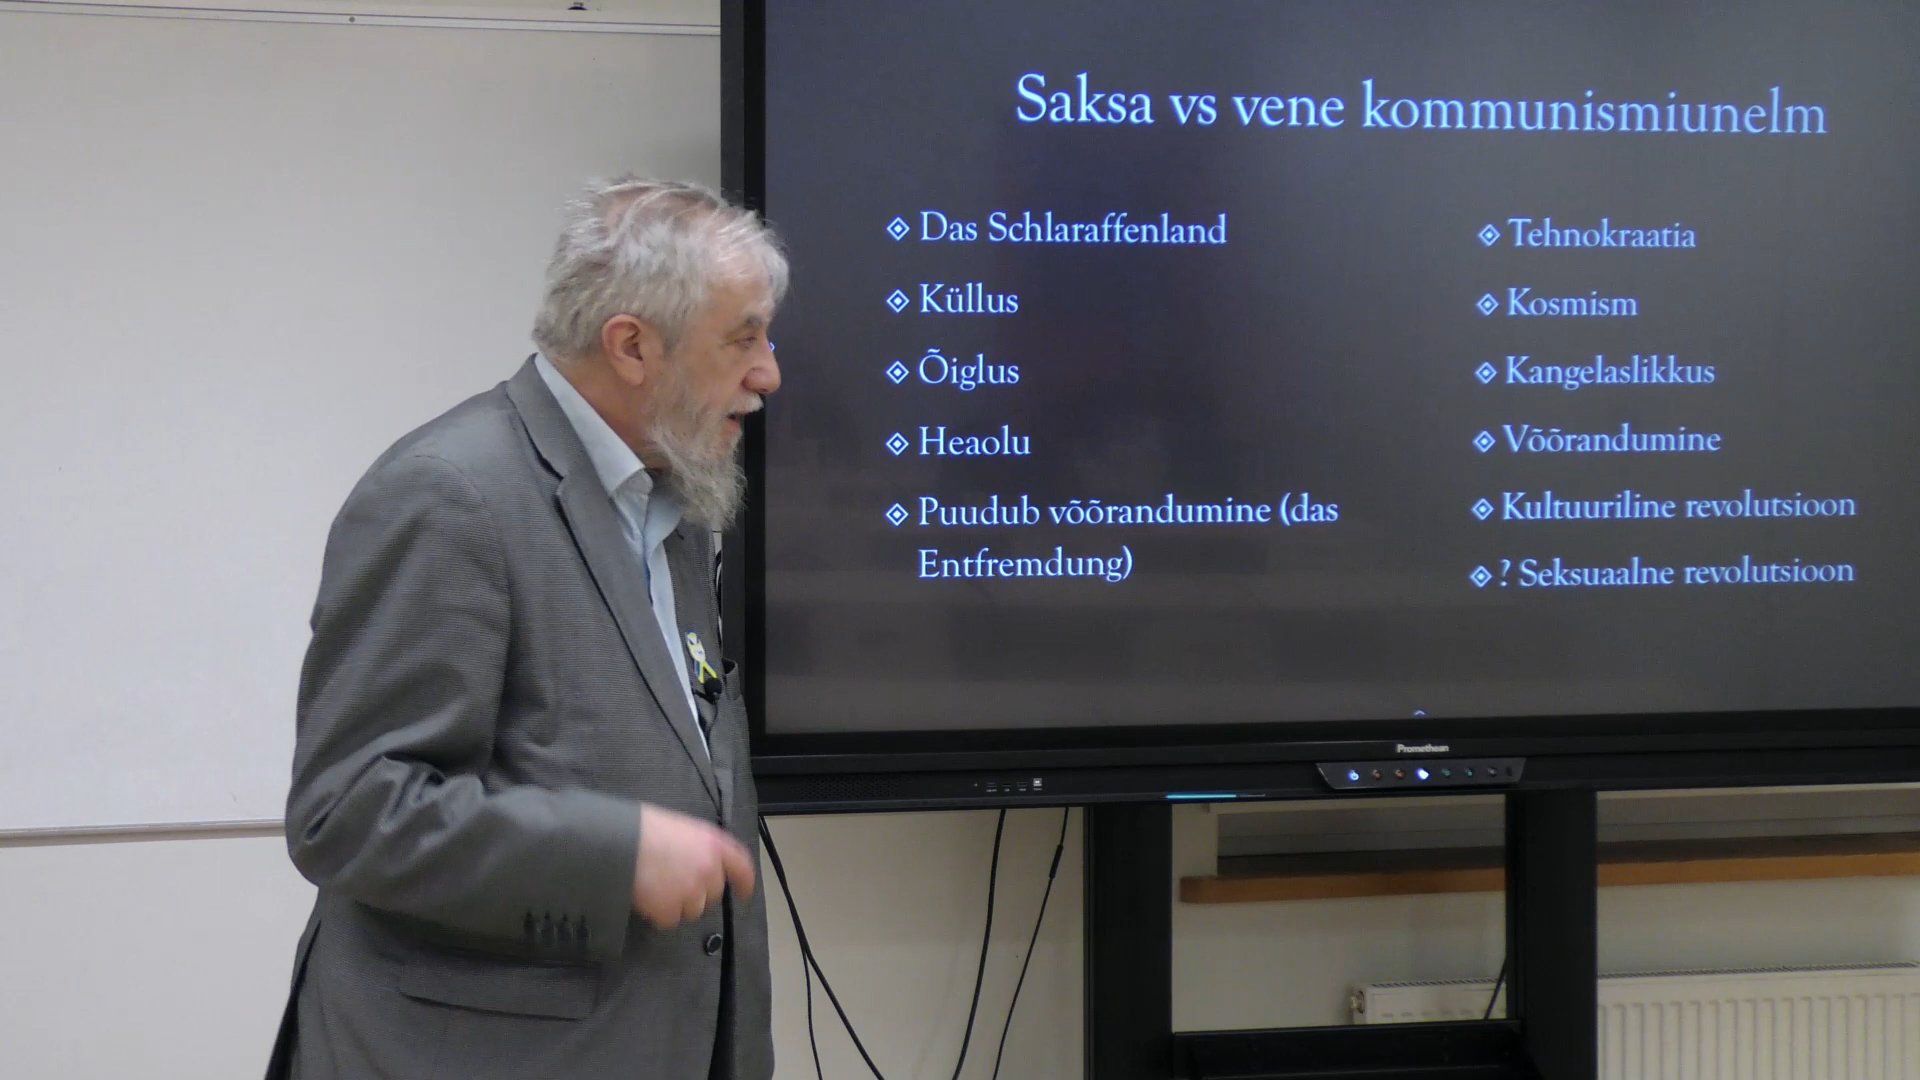 Saksa vs vene kommunismiunelm
Das Schlaraffenland
Küllus
Õiglus
Heaolu
Puudub võõrandumine (das
Entfremdung)
Tehnokraatia
Kosmism
Kangelaslikkus
Võõrandumine
Kultuuriline revolutsioon
? Seksuaalne revolutsioon
Promethean